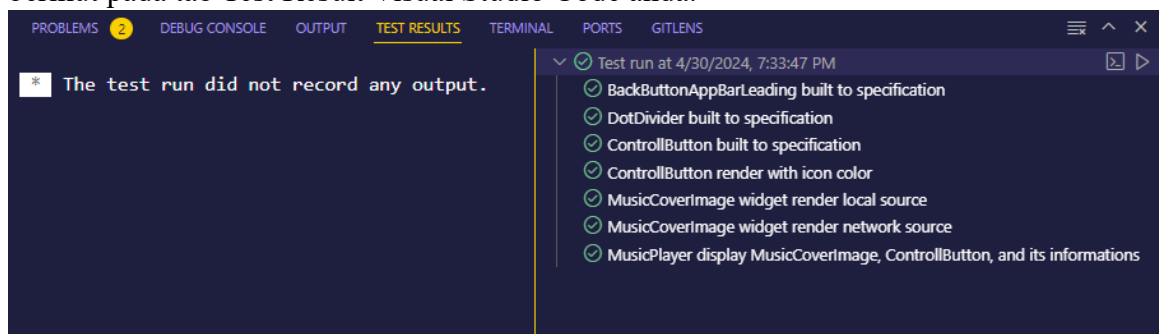 PROBLEMS 2 DEBUG CONSOLE OUTPUT TEST RESULTS TERMINAL PORTS GITLENS
* The test run did not record any output.
Test run at 4/30/2024, 7:33:47 PM
BackButtonAppBarLeading built to specification
DotDivider built to specification
ControllButton built to specification
ControllButton render with icon color
MusicCoverImage widget render local source
MusicCoverImage widget render network source
MusicPlayer display MusicCoverImage, ControllButton, and its informations